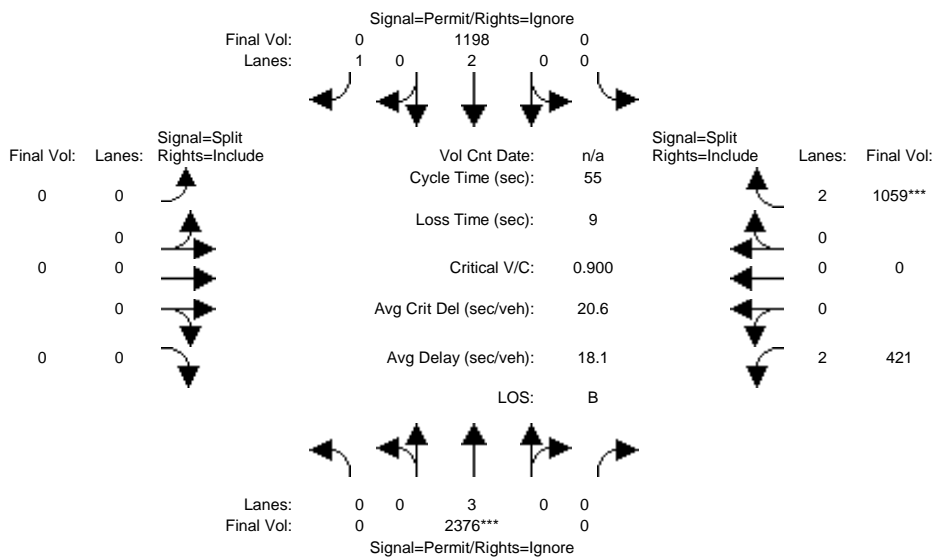 Signal=Permit/Rights=Ignore
Final Vol: 0 1198 0
Lanes: 1 0 2 0 0
Signal=Split
Final Vol: Lanes: Rights=Include
Vol Cnt Date: n/a
Signal=Split
Rights=Include Lanes: Final Vol:
Cycle Time (sec): 55
0 0
2 1059***
Loss Time (sec): 9
0
0
0 0
Critical V/C: 0.900
0 0
0
Avg Crit Del (sec/veh): 20.6
0
0 0
Avg Delay (sec/veh): 18.1
2 421
LOS: B
Lanes: 0 0 3 0 0
Final Vol: 0 2376*** 0
Signal=Permit/Rights=Ignore